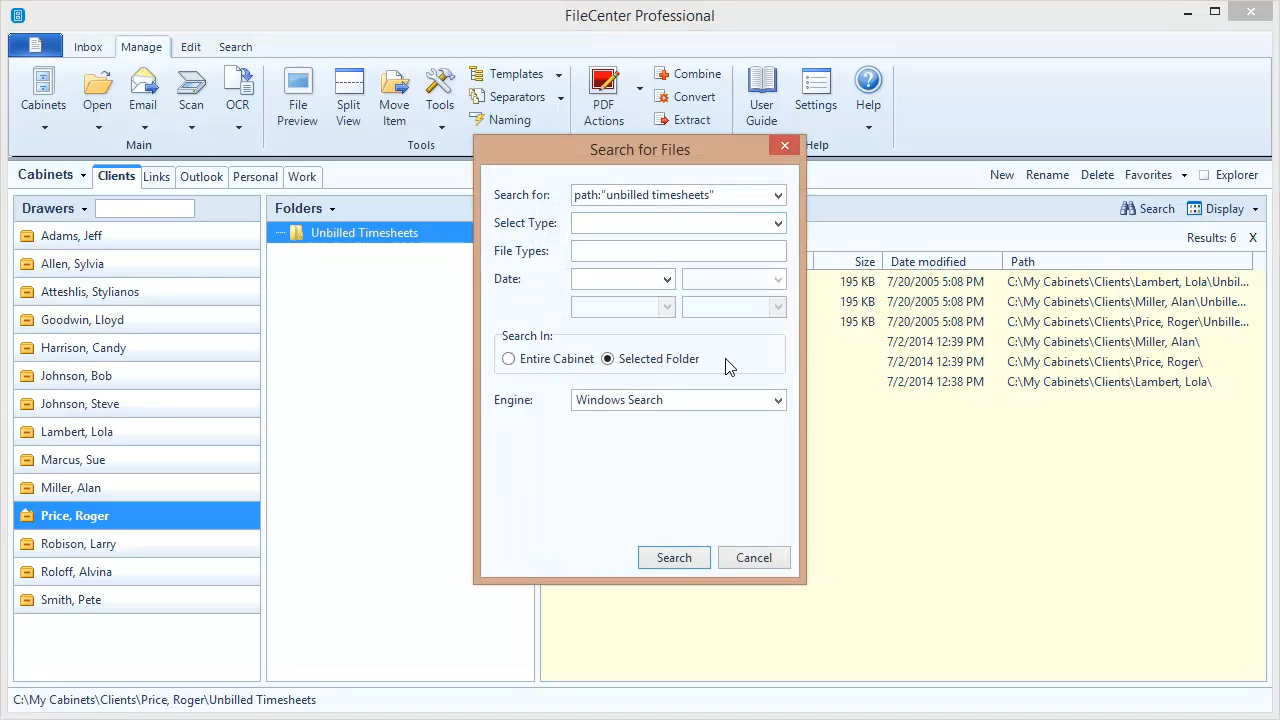 FileCenter Professional
Inbox Manage Edit Search
Cabinets Open Email Scan OCR
Main
File Preview Split View Move Item Tools
Templates
Separators
Naming
Tools
PDF Actions
Combine
Convert
Extract
User Guide Settings Help
Help
Cabinets Clients Links Outlook Personal Work
New Rename Delete Favorites Explorer
Drawers
Adams, Jeff
Allen, Sylvia
Atteshlis, Stylianos
Goodwin, Lloyd
Harrison, Candy
Johnson, Bob
Johnson, Steve
Lambert, Lola
Marcus, Sue
Miller, Alan
Price, Roger
Robison, Larry
Roloff, Alvina
Smith, Pete
Folders
Unbilled Timesheets
Search for Files
Search for: path:"unbilled timesheets"
Select Type:
File Types:
Date:
Search In:
Entire Cabinet Selected Folder
Engine: Windows Search
Search Cancel
Search Display
Results: 6 X
Size Date modified Path
195 KB 7/20/2005 5:08 PM C:\My Cabinets\Clients\Lambert, Lola\Unbil...
195 KB 7/20/2005 5:08 PM C:\My Cabinets\Clients\Miller, Alan\Unbille...
195 KB 7/20/2005 5:08 PM C:\My Cabinets\Clients\Price, Roger\Unbille...
7/2/2014 12:39 PM C:\My Cabinets\Clients\Miller, Alan\
7/2/2014 12:39 PM C:\My Cabinets\Clients\Price, Roger\
7/2/2014 12:38 PM C:\My Cabinets\Clients\Lambert, Lola\
C:\My Cabinets\Clients\Price, Roger\Unbilled Timesheets